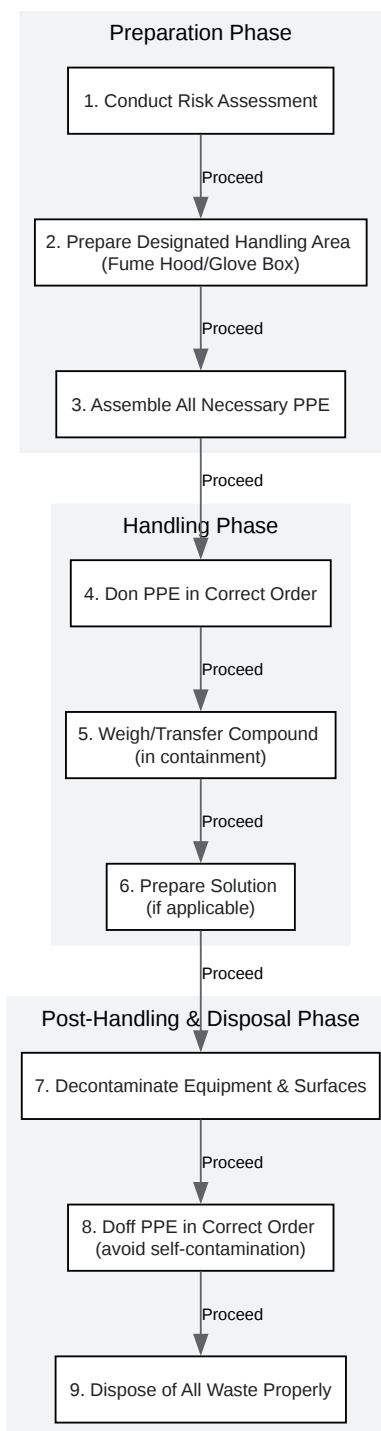 Preparation Phase
1. Conduct Risk Assessment
Proceed
2. Prepare Designated Handling Area
(Fume Hood/Glove Box)
Proceed
3. Assemble All Necessary PPE
Proceed
Handling Phase
4. Don PPE in Correct Order
Proceed
5. Weigh/Transfer Compound
(in containment)
Proceed
6. Prepare Solution
(if applicable)
Proceed
Post-Handling & Disposal Phase
7. Decontaminate Equipment & Surfaces
Proceed
8. Doff PPE in Correct Order
(avoid self-contamination)
Proceed
9. Dispose of All Waste Properly